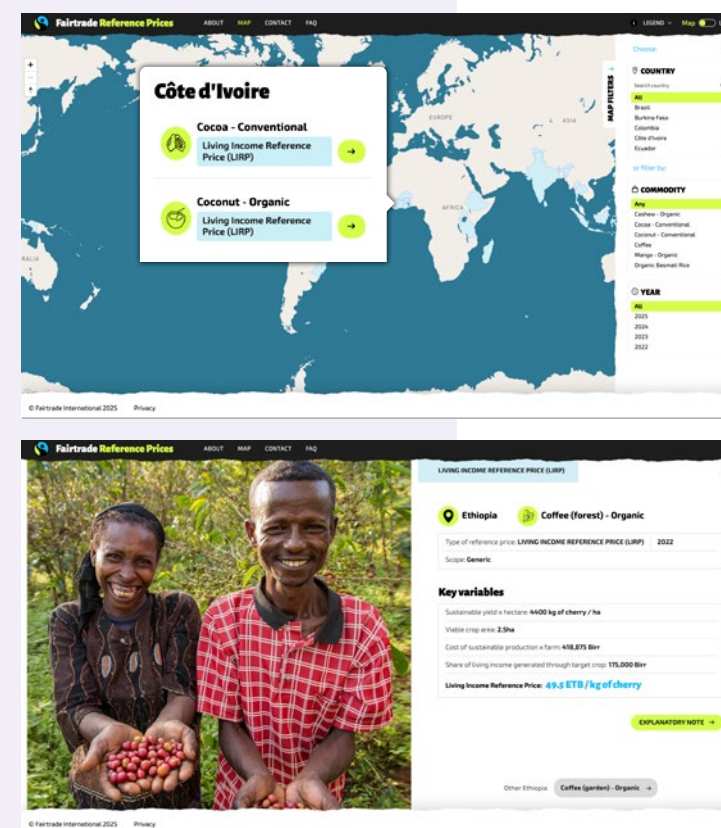 Fairtrade Reference Prices
ABOUT MAP CONTACT FAQ
LEGEND Map
Côte d'Ivoire
Cocoa - Conventional
Living Income Reference
Price (LIRP)
Coconut - Organic
Living Income Reference
Price (LIRP)
EUROPE
ASIA
AFRICA
RALIA
MAP FILTERS
Choose:
COUNTRY
Search country
All
Brazil
Burkina Faso
Colombia
Côte d'Ivoire
Ecuador
or filter by:
COMMODITY
Any
Cashew - Organic
Cocoa - Conventional
Coconut - Conventional
Coffee
Mango - Organic
Organic Basmati Rice
YEAR
All
2025
2024
2023
2022
© Fairtrade International 2025 Privacy
Fairtrade Reference Prices
ABOUT MAP CONTACT FAQ
LIVING INCOME REFERENCE PRICE (LIRP)
Ethiopia Coffee (forest) - Organic
Type of reference price: LIVING INCOME REFERENCE PRICE (LIRP) 2022
Scope: Generic
Key variables
Sustainable yield x hectare: 4400 kg of cherry / ha
Viable crop area: 2.5ha
Cost of sustainable production x farm: 418,875 Birr
Share of living income generated through target crop: 175,000 Birr
Living Income Reference Price: 49.5 ETB / kg of cherry
EXPLANATORY NOTE →
Other Ethiopia Coffee (garden) - Organic →
© Fairtrade International 2025 Privacy